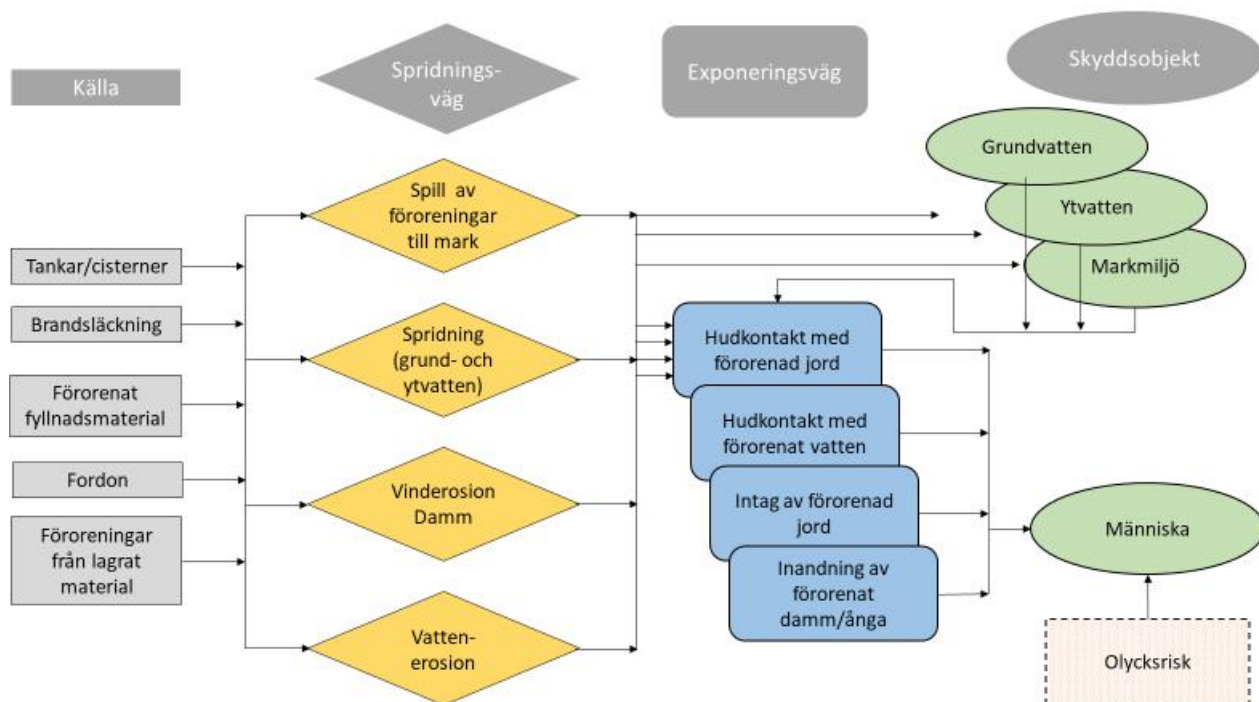 Källa
Spridnings-
väg
Exponeringsväg
Skyddsobjekt
Tankar/cisterner
Brandsläckning
Förorenat
fyllnadsmaterial
Fordon
Föroreningar
från lagrat
material
Spill av
föroreningar
till mark
Spridning
(grund- och
ytvatten)
Vinderosion
Damm
Vatten-
erosion
Hudkontakt med
förorenad jord
Hudkontakt med
förorenat vatten
Intag av förorenad
jord
Inandning av
förorenat
damm/ånga
Grundvatten
Ytvatten
Markmiljö
Människa
Olycksrisk